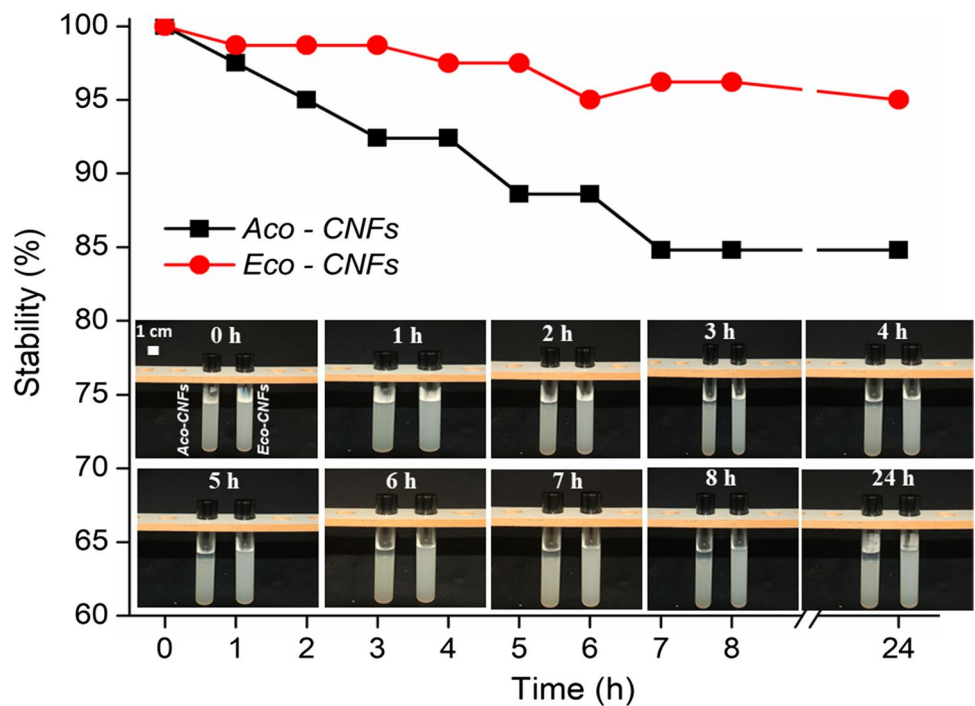 100
95
90
85
80
75
70
65
60
Stability (%)
Aco - CNFs
Eco - CNFs
1 cm
0 h
1 h
2 h
3 h
4 h
Aco-CNFs
Eco-CNFs
5 h
6 h
7 h
8 h
24 h
0 1 2 3 4 5 6 7 8 24
Time (h)